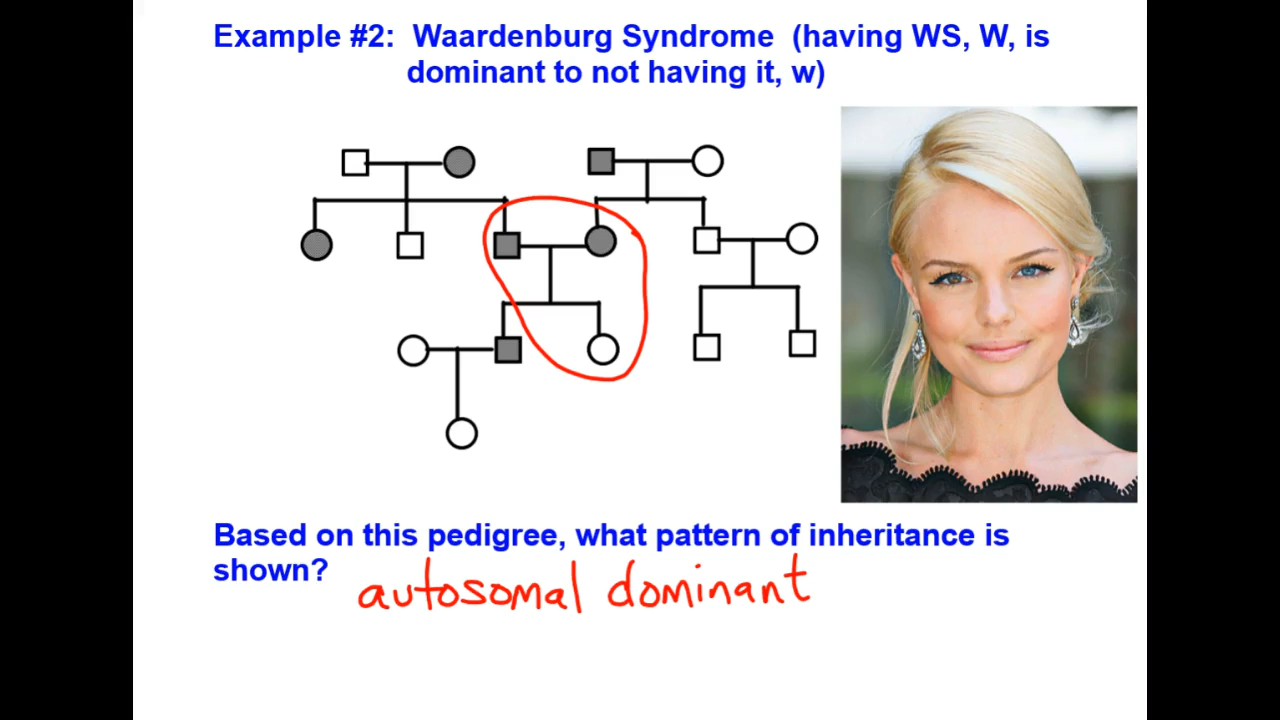 Example #2: Waardenburg Syndrome (having WS, W, is
dominant to not having it, w)
Based on this pedigree, what pattern of inheritance is
shown?
autosomal dominant